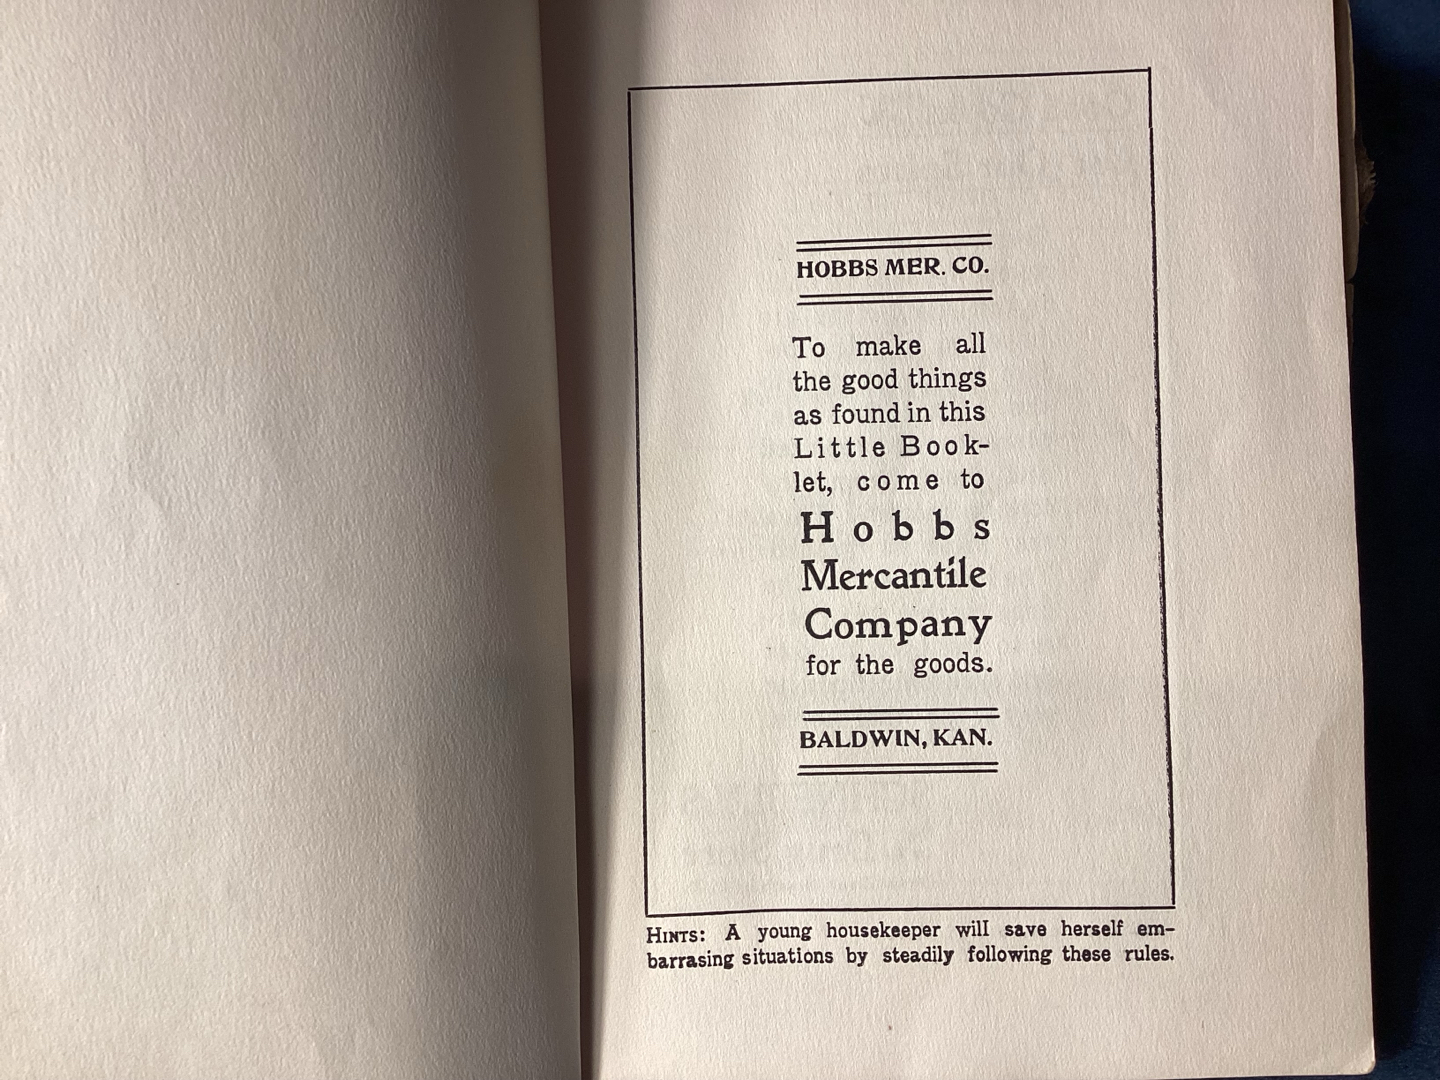 HOBBS MER. CO.
To make all
the good things
as found in this
Little Book-
let, come to
Hobbs
Mercantile
Company
for the goods.
BALDWIN, KAN.
HINTS: A young housekeeper will save herself em-
barrasing situations by steadily following these rules.